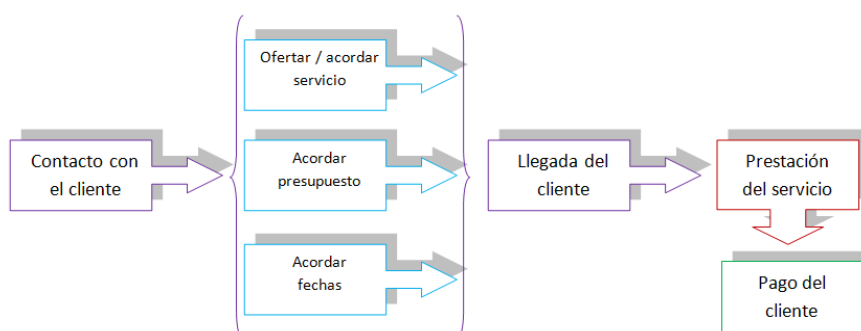 Contacto con
el cliente
Ofertar / acordar
servicio
Acordar
presupuesto
Acordar
fechas
Llegada del
cliente
Prestación
del servicio
Pago del
cliente